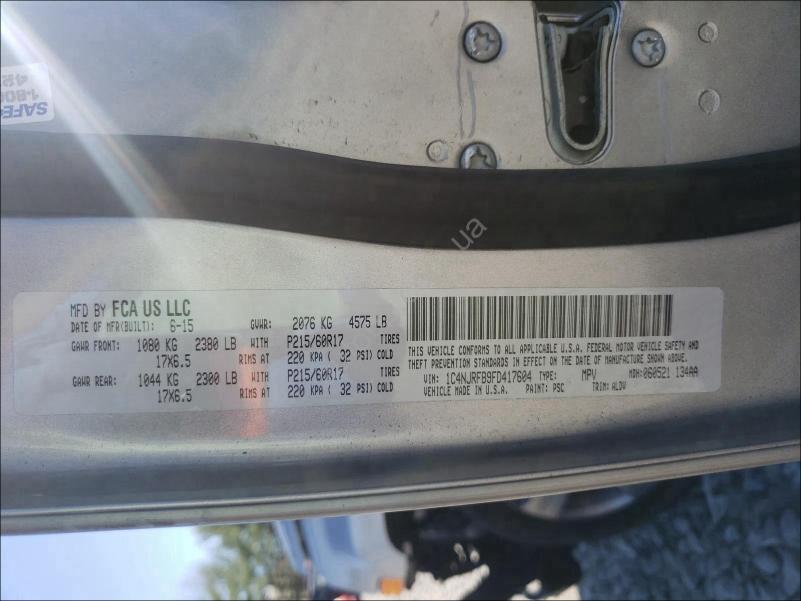 SAFE
1-800
42
ua
MFD BY FCA US LLC
DATE OF MFR(BUILT): 6-15 GVWR: 2076 KG 4575 LB
GAWR FRONT: 1080 KG 2380 LB WITH P215/60R17 TIRES
17X6.5 RIMS AT 220 KPA ( 32 PSI) COLD
GAWR REAR: 1044 KG 2300 LB WITH P215/60R17 TIRES
17X6.5 RIMS AT 220 KPA ( 32 PSI) COLD
THIS VEHICLE CONFORMS TO ALL APPLICABLE U.S.A. FEDERAL MOTOR VEHICLE SAFETY AND
THEFT PREVENTION STANDARDS IN EFFECT ON THE DATE OF MANUFACTURE SHOWN ABOVE.
VIN: 1C4NJRFB9FD417604 TYPE: MPV MDH:060521 134AA
VEHICLE MADE IN U.S.A. PAINT: PSC TRIM: ALDV